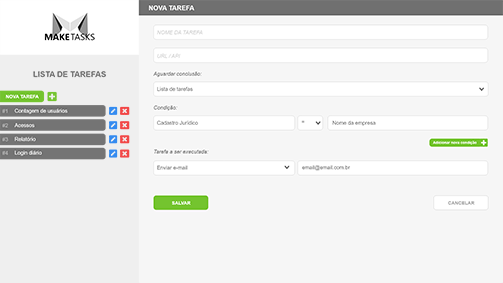 MAKETASKS
LISTA DE TAREFAS
NOVA TAREFA
#1 Contagem de usuários
#2 Acessos
#3 Relatório
#4 Login diário
NOVA TAREFA
NOME DA TAREFA
URL / API
Aguardar conclusão:
Lista de tarefas
Condição:
Cadastro Jurídico
=
Nome da empresa
Adicionar nova condição
Tarefa a ser executada:
Enviar e-mail
email@email.com.br
SALVAR
CANCELAR